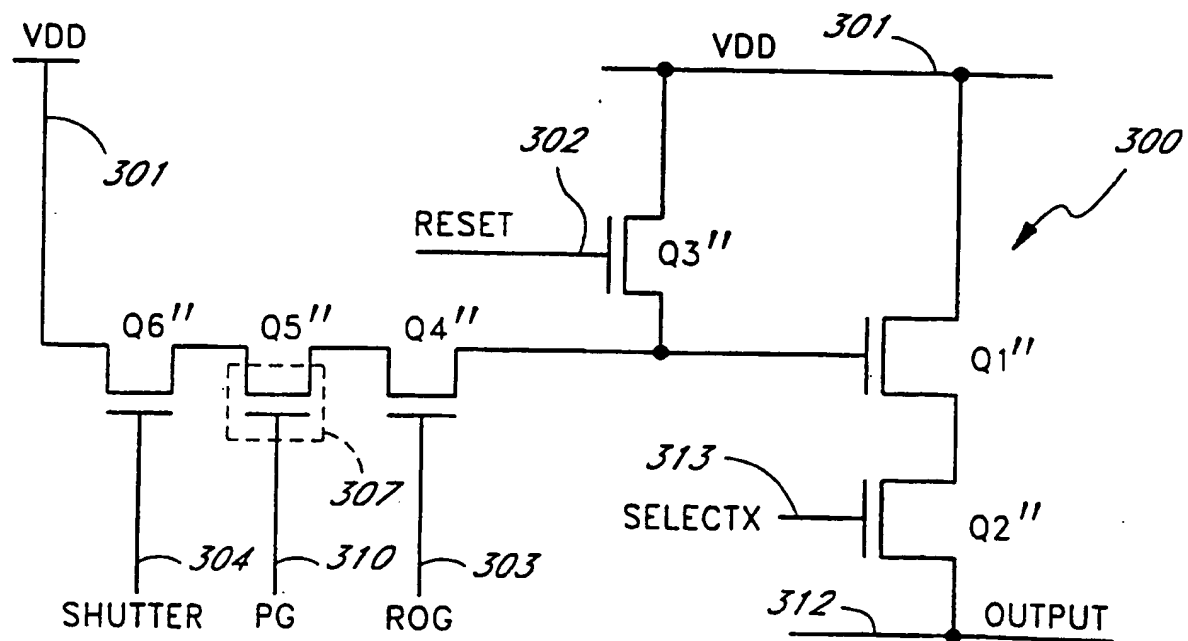 VDD
301
VDD
301
300
302
RESET
Q3"
Q6"
Q5"
Q4"
Q1"
307
313
SELECTX
Q2"
304
310
303
SHUTTER
PG
ROG
312
OUTPUT